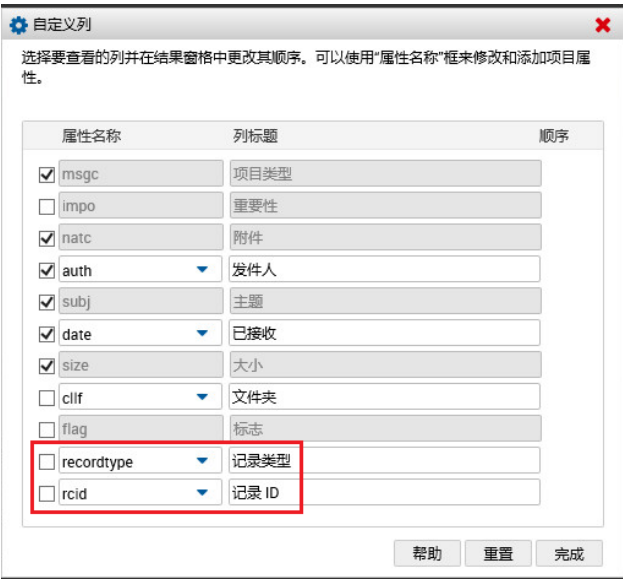 自定义列
选择要查看的列并在结果窗格中更改其顺序。可以使用“属性名称”框来修改和添加项目属
性。
属性名称 列标题 顺序
msgc 项目类型
impo 重要性
natc 附件
auth 发件人
subj 主题
date 已接收
size 大小
cllf 文件夹
flag 标志
recordtype 记录类型
rcid 记录 ID
帮助 重置 完成